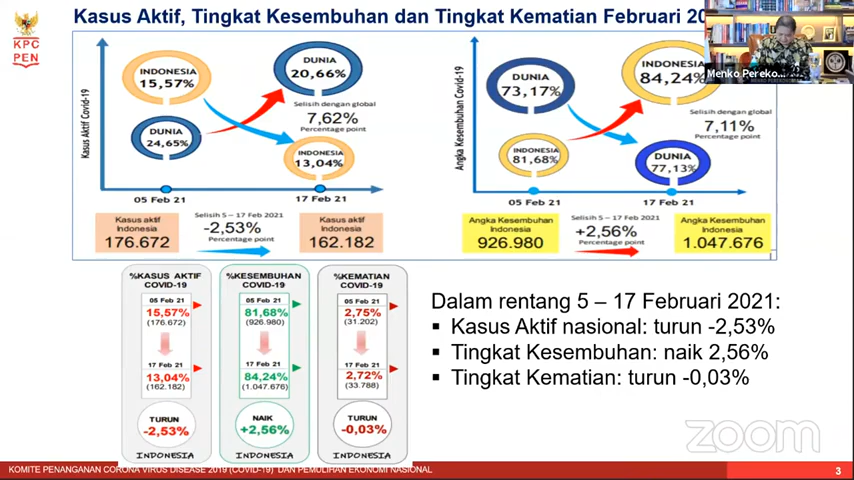 Kasus Aktif, Tingkat Kesembuhan dan Tingkat Kematian Februari 20
KPC
PEN
Menko Pereko...
Kasus Aktif Covid-19
INDONESIA
15,57%
DUNIA
20,66%
Selisih dengan global
7,62%
Percentage point
DUNIA
24,65%
INDONESIA
13,04%
05 Feb 21
17 Feb 21
Kasus aktif
Indonesia
176.672
Selisih 5 – 17 Feb 2021
-2,53%
Percentage point
Kasus aktif
Indonesia
162.182
Angka Kesembuhan Covid-19
DUNIA
73,17%
INDONESIA
84,24%
Selisih dengan global
7,11%
Percentage point
INDONESIA
81,68%
DUNIA
77,13%
05 Feb 21
17 Feb 21
Angka Kesembuhan
Indonesia
926.980
Selisih 5 – 17 Feb 2021
+2,56%
Percentage point
Angka Kesembuhan
Indonesia
1.047.676
%KASUS AKTIF
COVID-19
05 Feb 21
15,57%
(176.672)
17 Feb 21
13,04%
(162.182)
TURUN
-2,53%
INDONESIA
%KESEMBUHAN
COVID-19
05 Feb 21
81,68%
(926.980)
17 Feb 21
84,24%
(1.047.676)
NAIK
+2,56%
INDONESIA
%KEMATIAN
COVID-19
05 Feb 21
2,75%
(31.202)
17 Feb 21
2,72%
(33.788)
TURUN
-0,03%
INDONESIA
Dalam rentang 5 – 17 Februari 2021:
▪ Kasus Aktif nasional: turun -2,53%
▪ Tingkat Kesembuhan: naik 2,56%
▪ Tingkat Kematian: turun -0,03%
zoom
KOMITE PENANGANAN CORONA VIRUS DISEASE 2019 (COVID-19) DAN PEMULIHAN EKONOMI NASIONAL
3